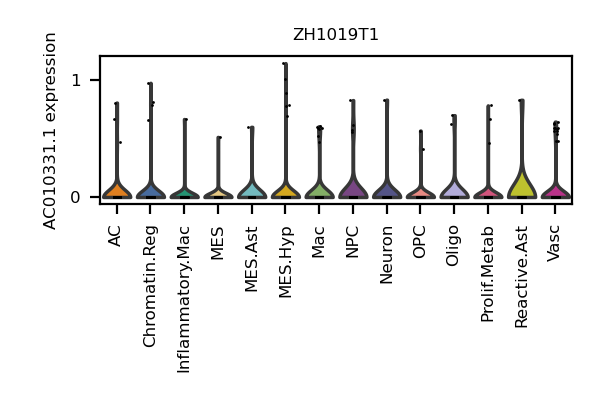 ZH1019T1
AC010331.1 expression
1
0
AC
Chromatin.Reg
Inflammatory.Mac
MES
MES.Ast
MES.Hyp
Mac
NPC
Neuron
OPC
Oligo
Prolif.Metab
Reactive.Ast
Vasc